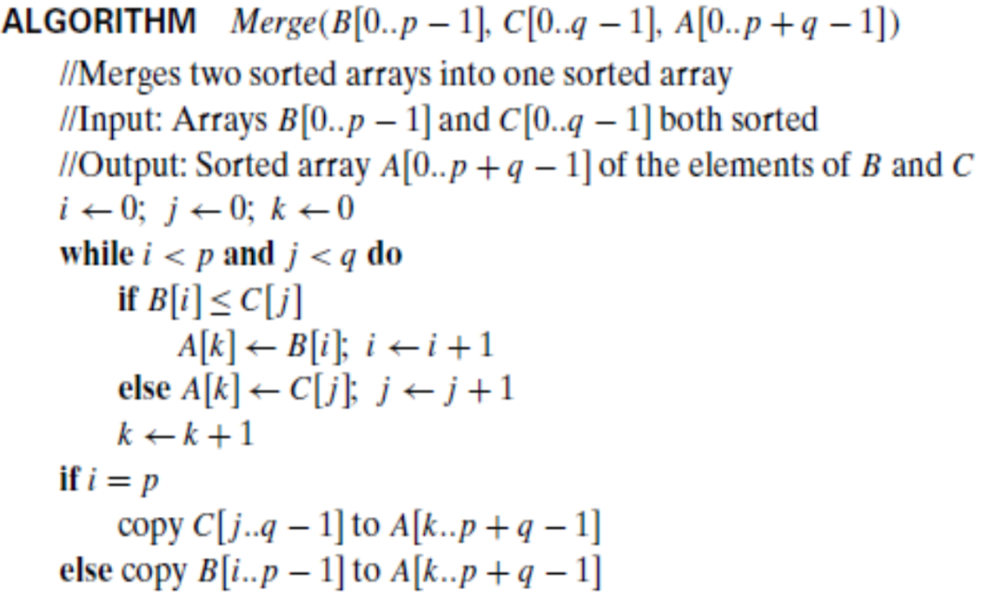 ALGORITHM Merge(B[0..p − 1], C[0..q − 1], A[0..p + q − 1])
//Merges two sorted arrays into one sorted array
//Input: Arrays B[0..p − 1] and C[0..q − 1] both sorted
//Output: Sorted array A[0..p + q − 1] of the elements of B and C
i ← 0; j ← 0; k ← 0
while i < p and j < q do
if B[i] ≤ C[j]
A[k] ← B[i]; i ← i + 1
else A[k] ← C[j]; j ← j + 1
k ← k + 1
if i = p
copy C[j..q − 1] to A[k..p + q − 1]
else copy B[i..p − 1] to A[k..p + q − 1]